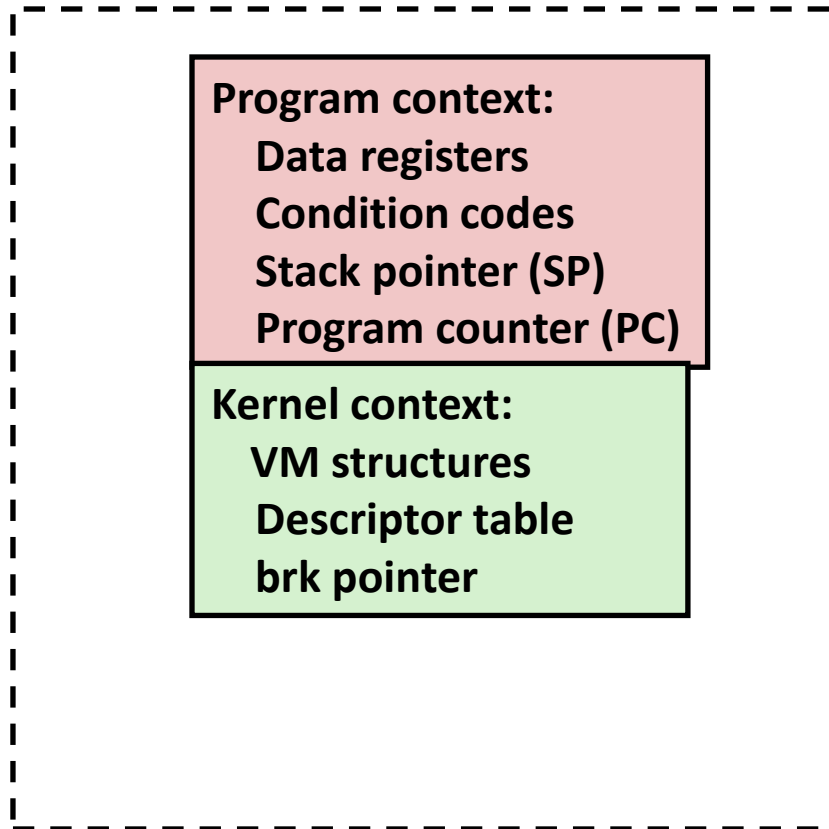 Program context:
Data registers
Condition codes
Stack pointer (SP)
Program counter (PC)
Kernel context:
VM structures
Descriptor table
brk pointer